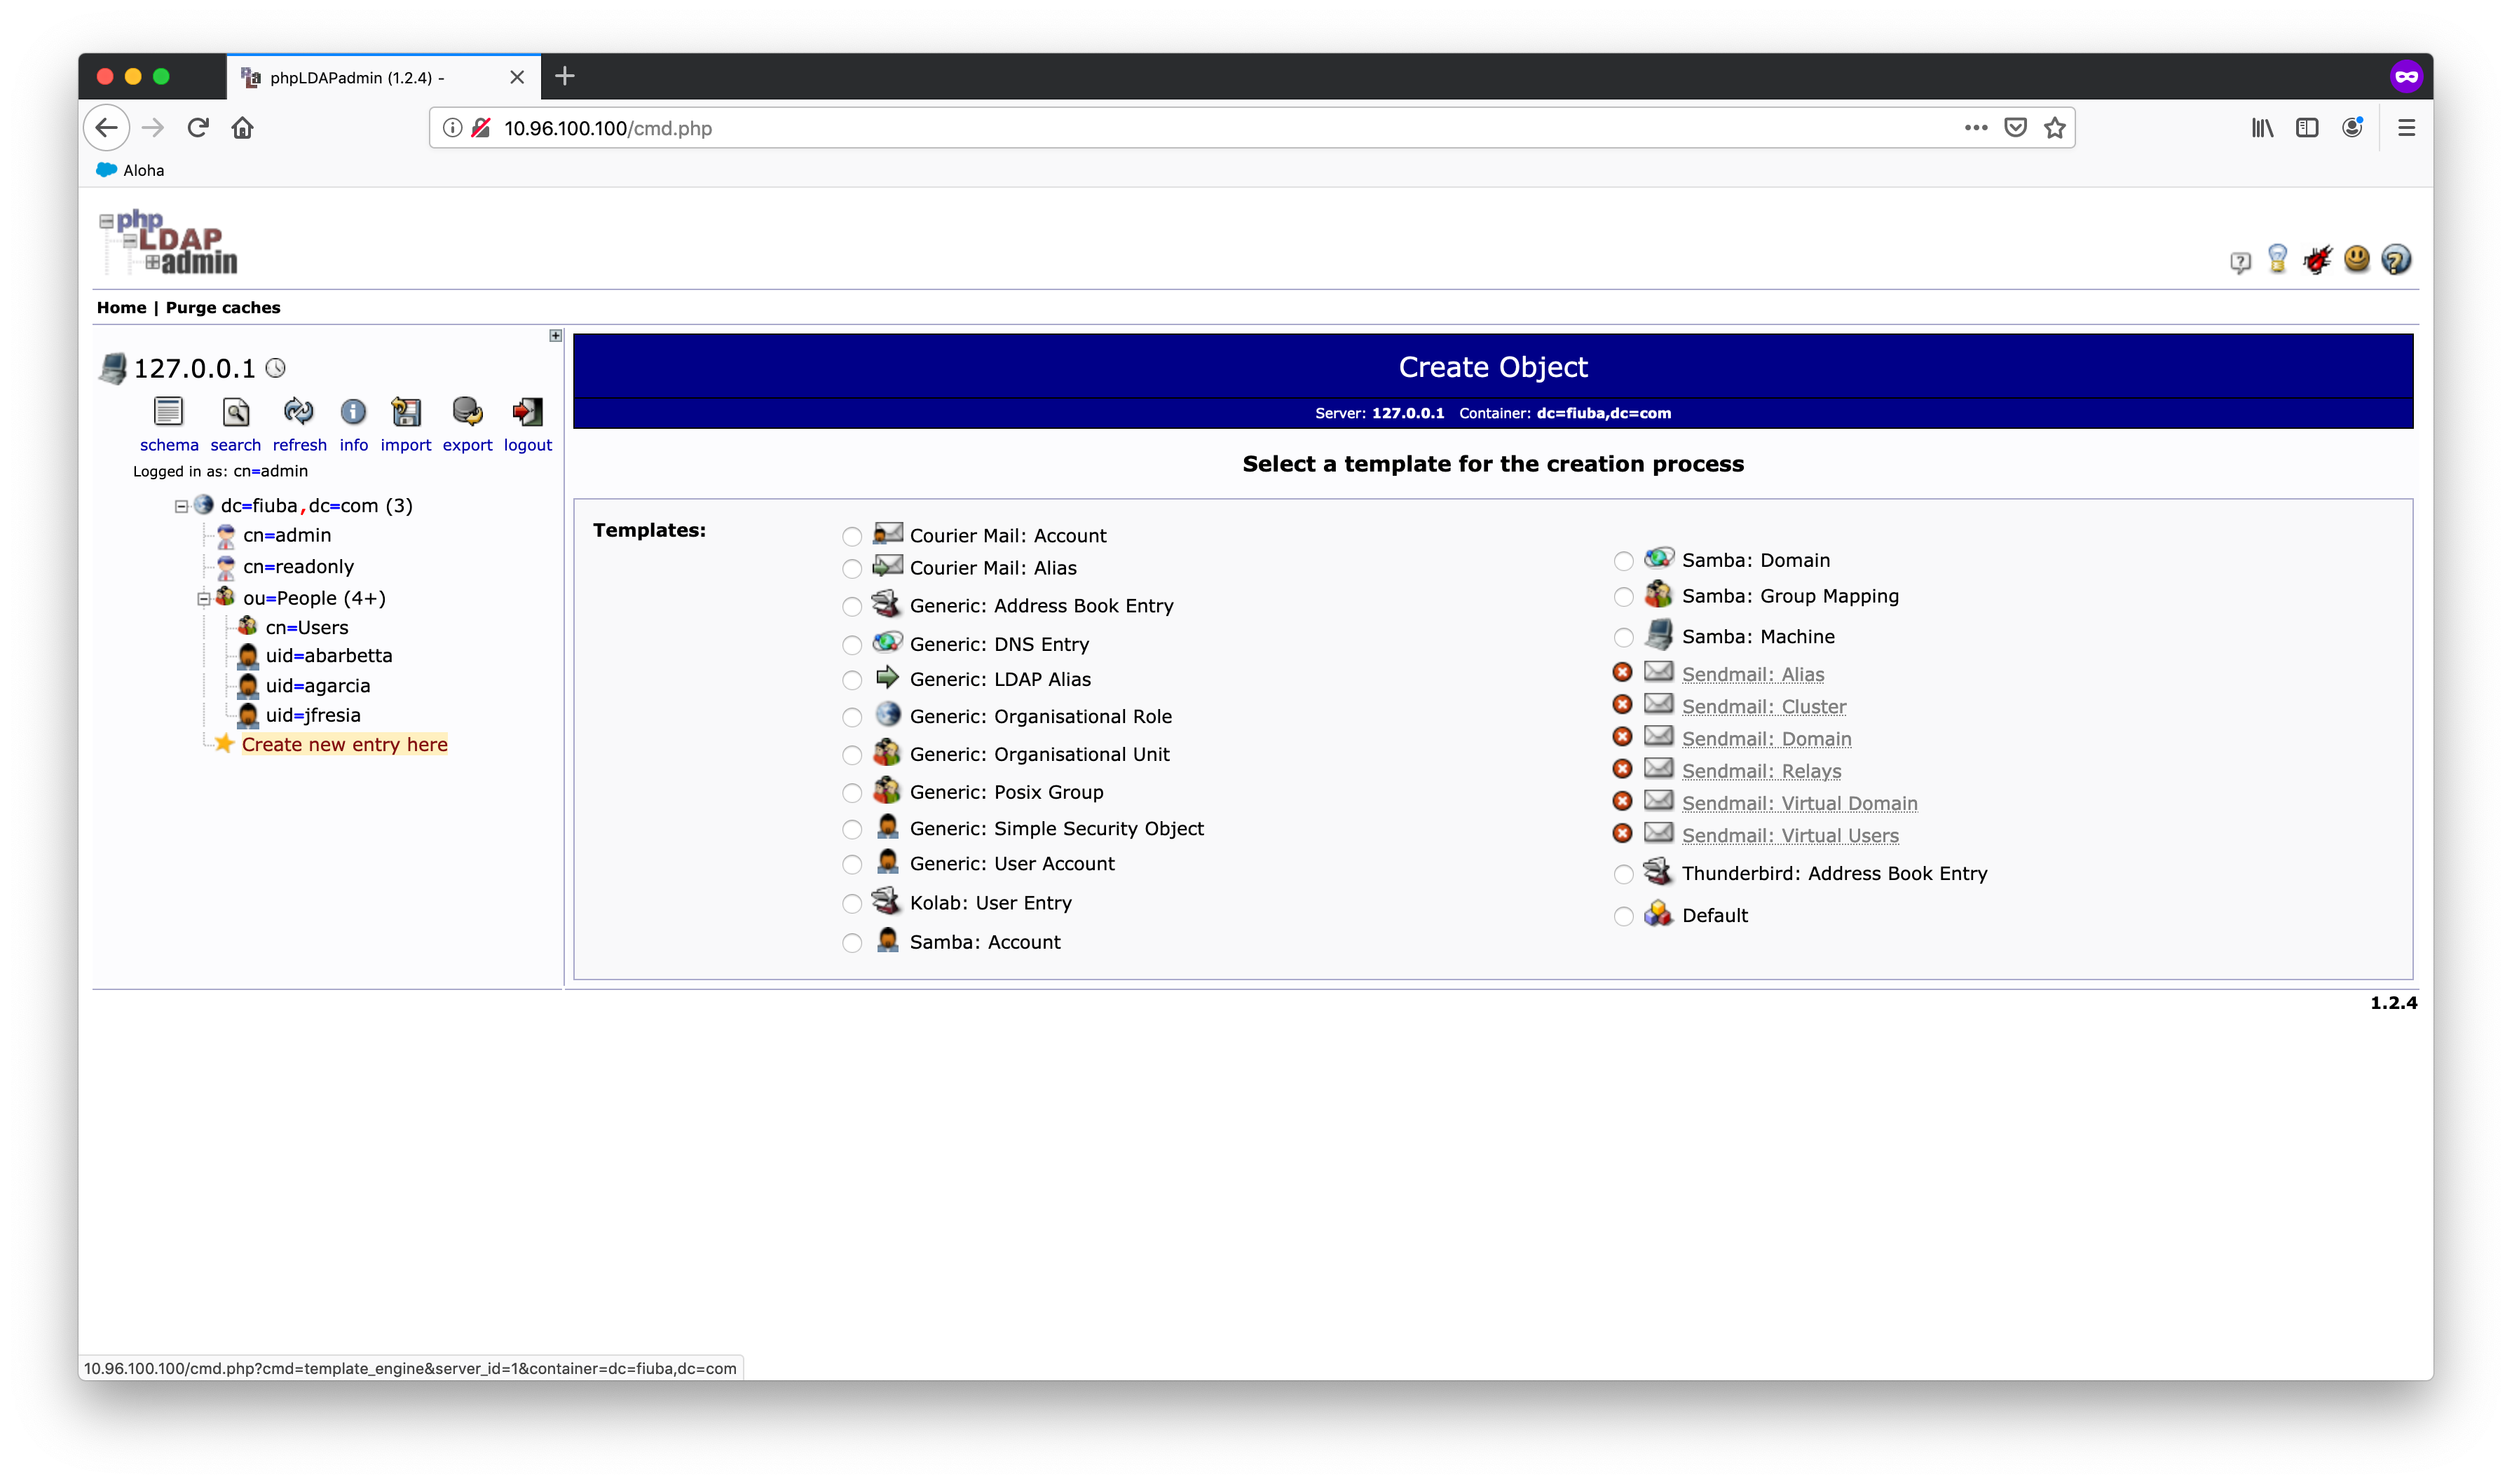 phpLDAPadmin (1.2.4) -
10.96.100.100/cmd.php
Aloha
php
LDAP
admin
Home | Purge caches
127.0.0.1
schema search refresh info import export logout
Logged in as: cn=admin
dc=fiuba,dc=com (3)
cn=admin
cn=readonly
ou=People (4+)
cn=Users
uid=abarbetta
uid=agarcia
uid=jfresia
Create new entry here
Create Object
Server: 127.0.0.1 Container: dc=fiuba,dc=com
Select a template for the creation process
Templates:
Courier Mail: Account
Courier Mail: Alias
Generic: Address Book Entry
Generic: DNS Entry
Generic: LDAP Alias
Generic: Organisational Role
Generic: Organisational Unit
Generic: Posix Group
Generic: Simple Security Object
Generic: User Account
Kolab: User Entry
Samba: Account
Samba: Domain
Samba: Group Mapping
Samba: Machine
Sendmail: Alias
Sendmail: Cluster
Sendmail: Domain
Sendmail: Relays
Sendmail: Virtual Domain
Sendmail: Virtual Users
Thunderbird: Address Book Entry
Default
1.2.4
10.96.100.100/cmd.php?cmd=template_engine&server_id=1&container=dc=fiuba,dc=com